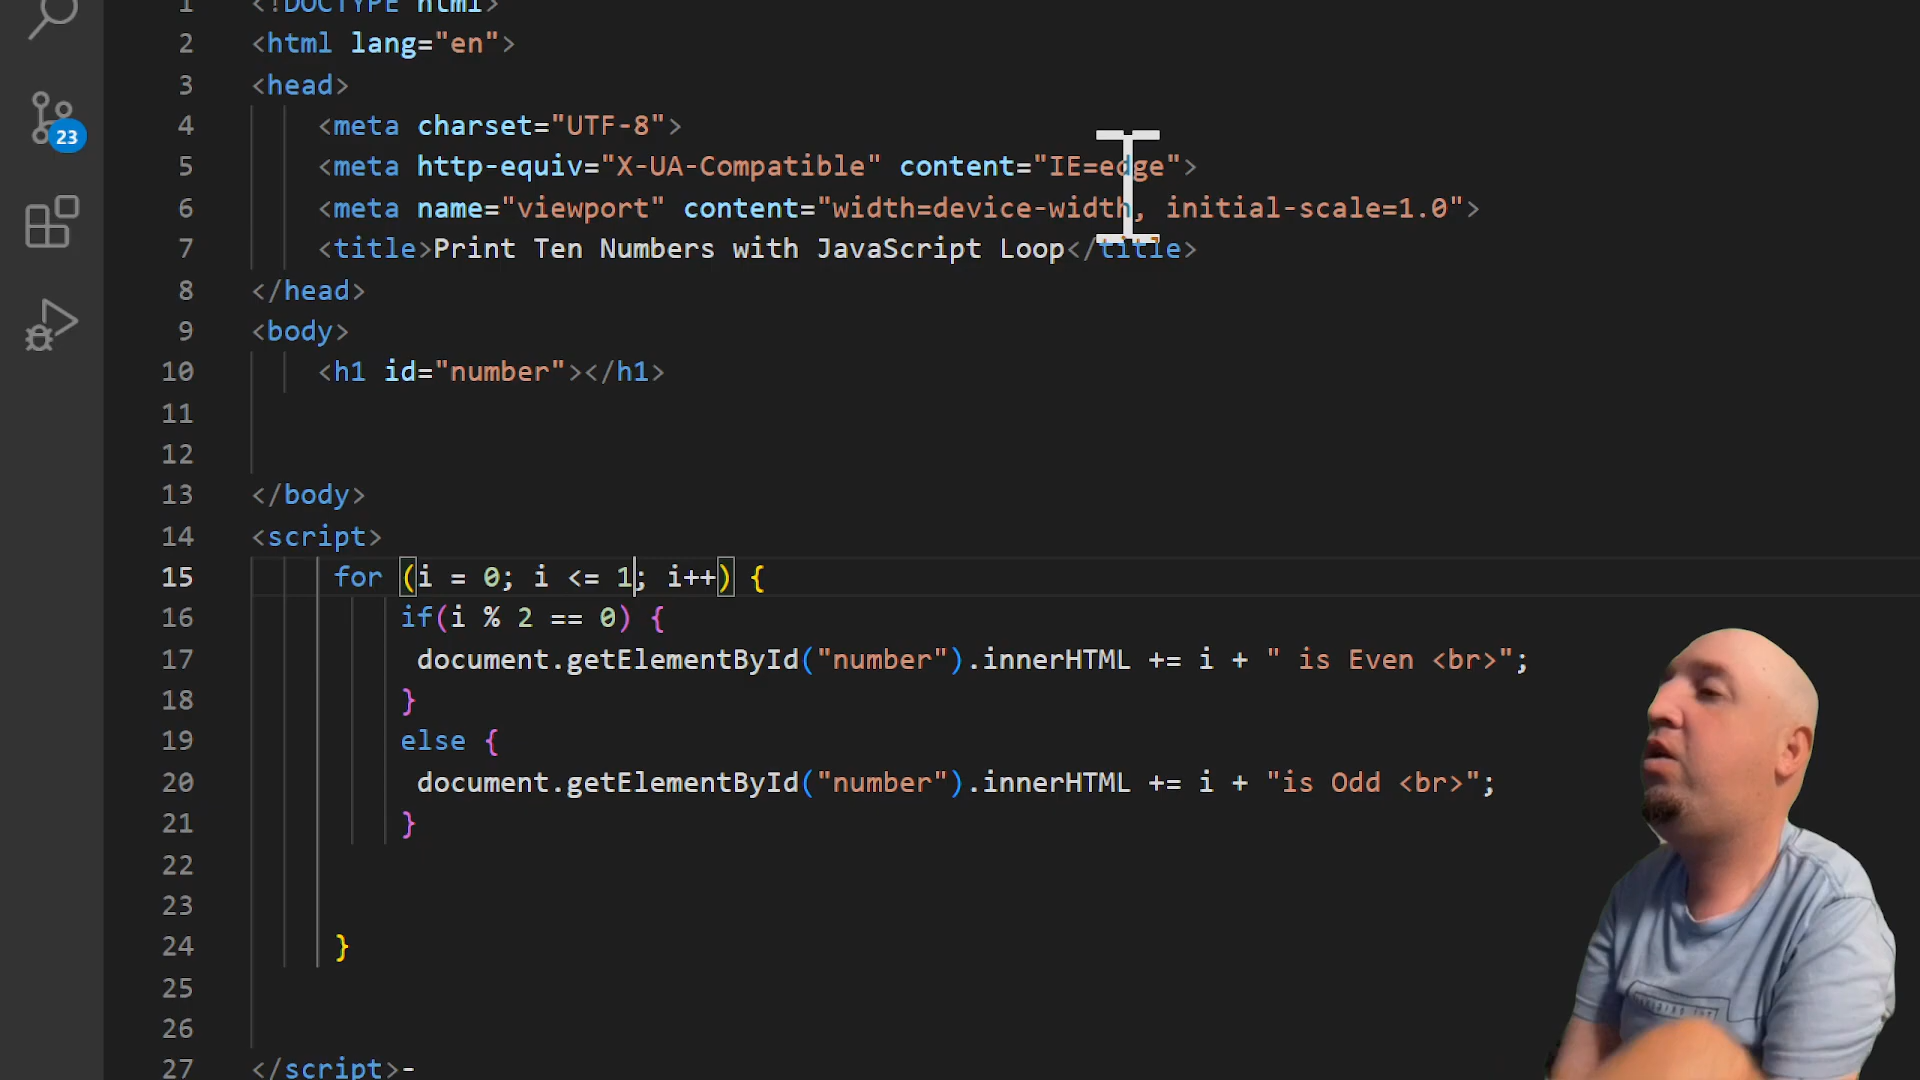 1 <!DOCTYPE html>
2 <html lang="en">
23
3 <head>
4 <meta charset="UTF-8">
5 <meta http-equiv="X-UA-Compatible" content="IE=edge">
6 <meta name="viewport" content="width=device-width, initial-scale=1.0">
7 <title>Print Ten Numbers with JavaScript Loop</title>
8 </head>
9 <body>
10 <h1 id="number"></h1>
11
12
13 </body>
14 <script>
15 for (i = 0; i <= 1; i++) {
16 if(i % 2 == 0) {
17 document.getElementById("number").innerHTML += i + " is Even <br>";
18 }
19 else {
20 document.getElementById("number").innerHTML += i + "is Odd <br>";
21 }
22
23
24 }
25
26
27 </script>-